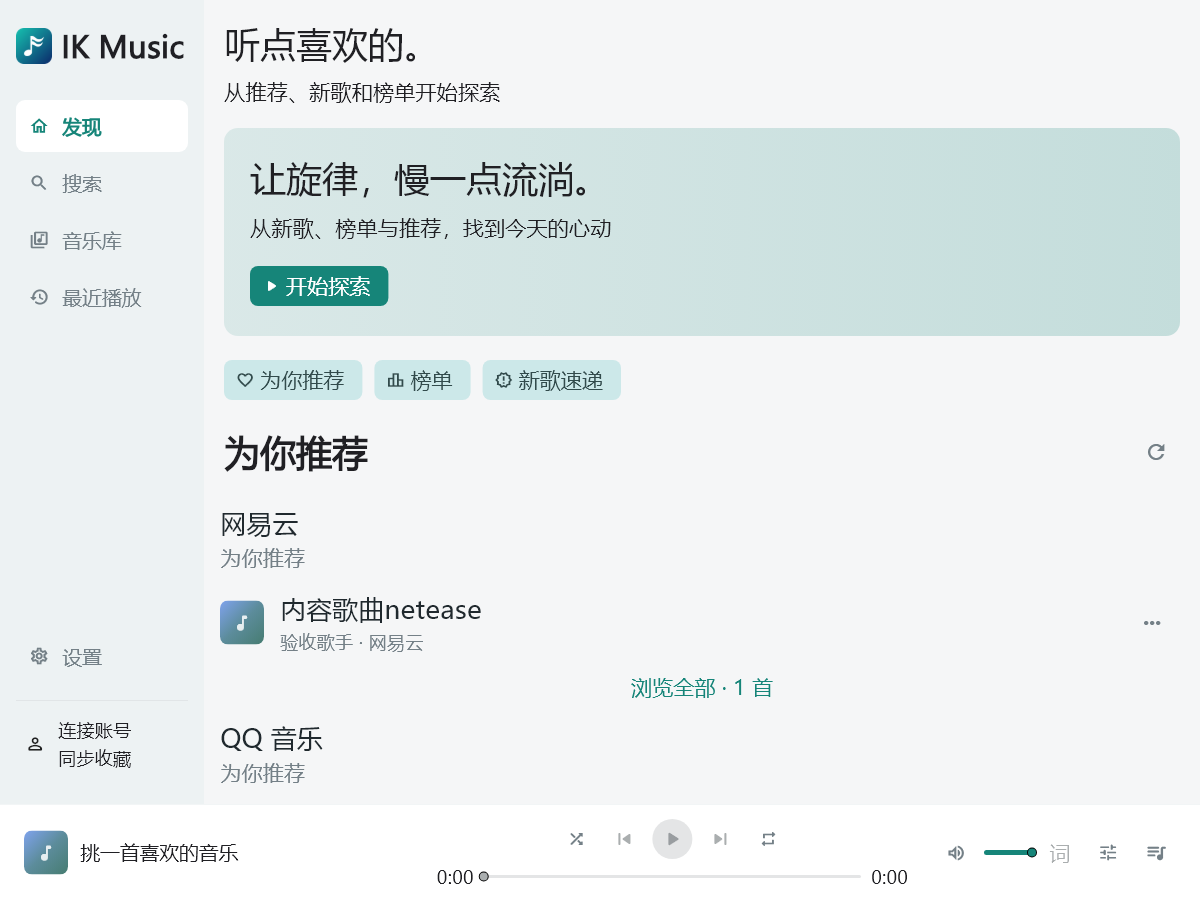 IK Music
发现
搜索
音乐库
最近播放
设置
连接账号
同步收藏
听点喜欢的。
从推荐、新歌和榜单开始探索
让旋律，慢一点流淌。
从新歌、榜单与推荐，找到今天的心动
开始探索
为你推荐
榜单
新歌速递
为你推荐
网易云
为你推荐
内容歌曲netease
验收歌手 · 网易云
浏览全部 · 1 首
QQ 音乐
为你推荐
挑一首喜欢的音乐
0:00
0:00
词